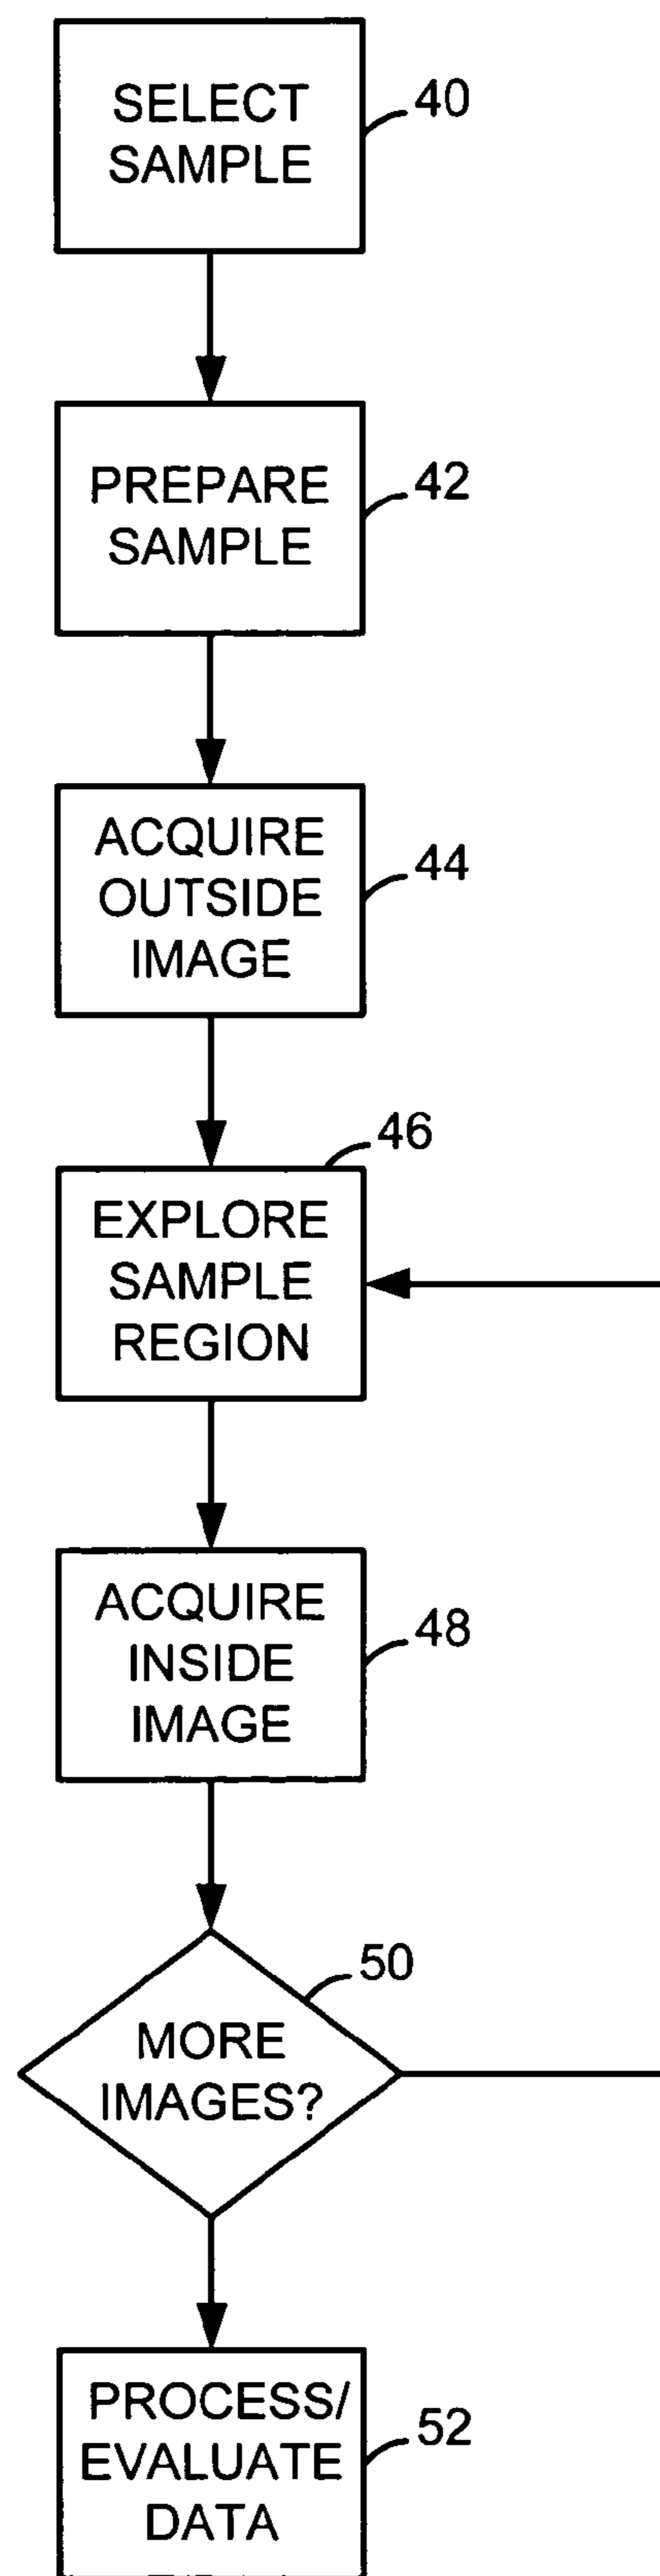 SELECT
SAMPLE
40
PREPARE
SAMPLE
42
ACQUIRE
OUTSIDE
IMAGE
44
46
EXPLORE
SAMPLE
REGION
ACQUIRE
INSIDE
IMAGE
48
50
MORE
IMAGES?
PROCESS/
EVALUATE
DATA
52